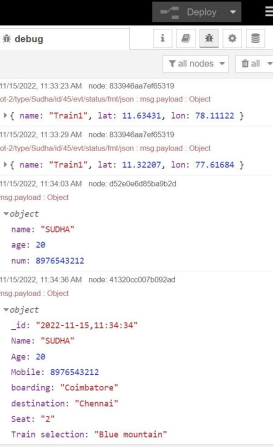 Deploy
debug
i
all nodes
all
11/15/2022, 11:33:23 AM node: 833946aa7ef65319
ot-2/type/Sudha/id/45/evt/status/fmt/json : msg.payload : Object
{ name: "Train1", lat: 11.63431, lon: 78.11122 }
11/15/2022, 11:33:29 AM node: 833946aa7ef65319
ot-2/type/Sudha/id/45/evt/status/fmt/json : msg.payload : Object
{ name: "Train1", lat: 11.32207, lon: 77.61684 }
11/15/2022, 11:34:03 AM node: d52e0e6d85ba9b2d
msg.payload : Object
object
name: "SUDHA"
age: 20
num: 8976543212
11/15/2022, 11:34:36 AM node: 41320cc007b092ad
msg.payload : Object
object
_id: "2022-11-15,11:34:34"
Name: "SUDHA"
Age: 20
Mobile: 8976543212
boarding: "Coimbatore"
destination: "Chennai"
Seat: "2"
Train selection: "Blue mountain"